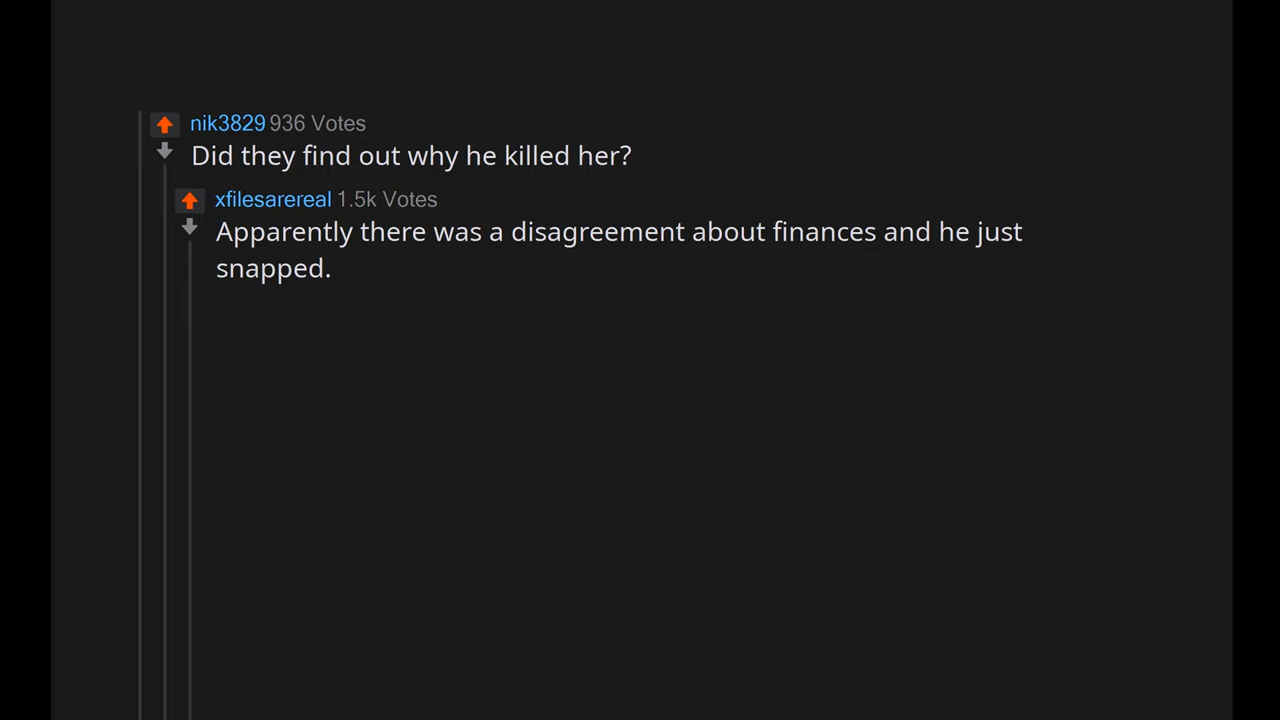 nik3829 936 Votes
Did they find out why he killed her?
xfilesarereal 1.5k Votes
Apparently there was a disagreement about finances and he just
snapped.